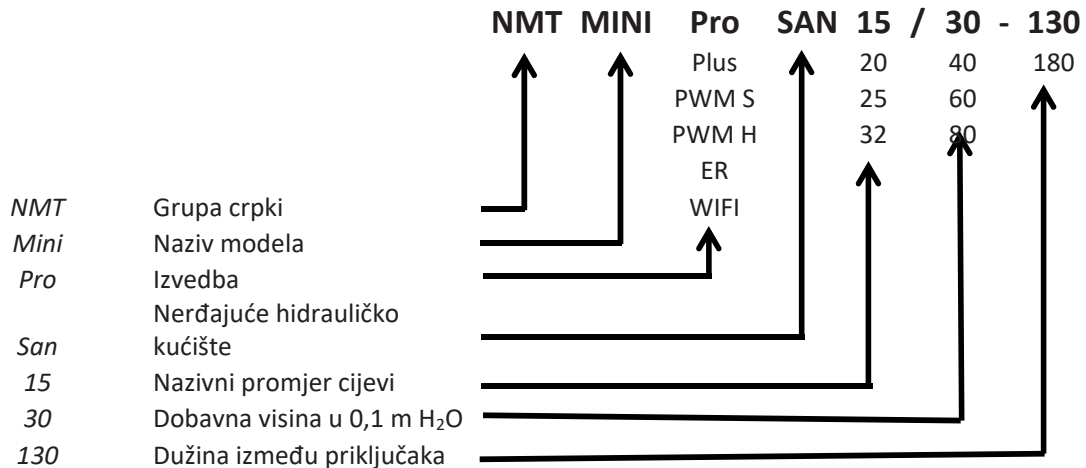 NMT MINI Pro SAN 15 / 30 - 130
Plus 20 40 180
PWM S 25 60
PWM H 32 80
ER
WIFI
NMT Grupa crpki
Mini Naziv modela
Pro Izvedba
Nerđajuće hidrauličko
San kućište
15 Nazivni promjer cijevi
30 Dobavna visina u 0,1 m H₂O
130 Dužina između priključaka